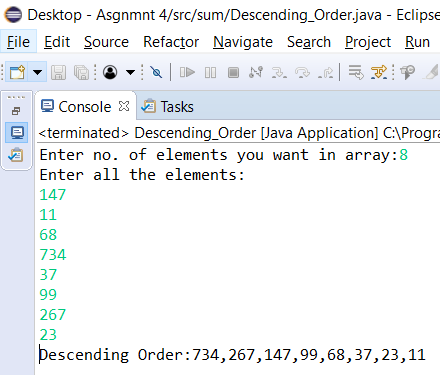 Desktop - Asgnmnt 4/src/sum/Descending_Order.java - Eclipse
File Edit Source Refactor Navigate Search Project Run
Console Tasks
<terminated> Descending_Order [Java Application] C:\Progra
Enter no. of elements you want in array:8
Enter all the elements:
147
11
68
734
37
99
267
23
Descending Order:734,267,147,99,68,37,23,11